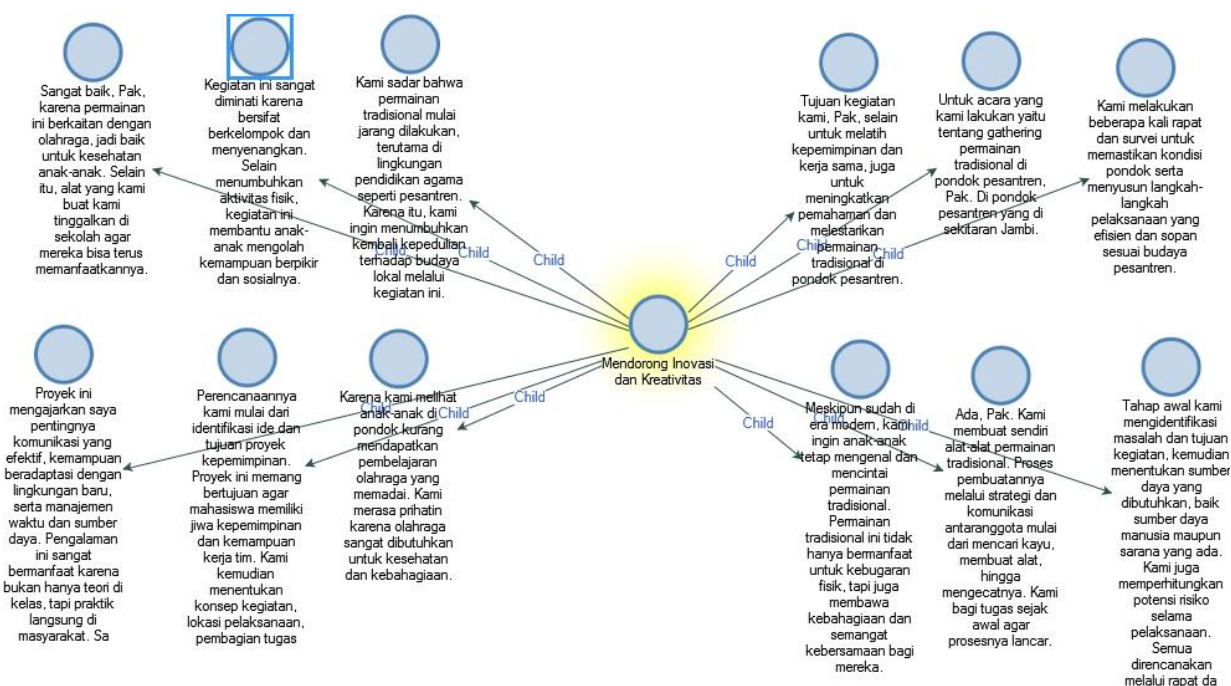 Sangat baik, Pak,
karena permainan
ini berkaitan dengan
olahraga, jadi baik
untuk kesehatan
anak-anak. Selain
itu, alat yang kami
buat kami
tinggalkan di
sekolah agar
mereka bisa terus
memanfaatkannya.
Kegiatan ini sangat
diminati karena
bersifat
berkelompok dan
menyenangkan.
Selain
menumbuhkan
aktivitas fisik,
kegiatan ini
membantu anak-
anak mengolah
kemampuan berpikir
dan sosialnya.
Kami sadar bahwa
permainan
tradisional mulai
jarang dilakukan,
terutama di
lingkungan
pendidikan agama
seperti pesantren.
Karena itu, kami
ingin menumbuhkan
kembali kepedulian
terhadap budaya
lokal melalui
kegiatan ini.
Tujuan kegiatan
kami, Pak, selain
untuk melatih
kepemimpinan dan
kerja sama, juga
untuk
meningkatkan
pemahaman dan
melestarikan
permainan
tradisional di
pondok pesantren.
Untuk acara yang
kami lakukan yaitu
tentang gathering
permainan
tradisional di
pondok pesantren,
Pak. Di pondok
pesantren yang di
sekitaran Jambi.
Kami melakukan
beberapa kali rapat
dan survei untuk
memastikan kondisi
pondok serta
menyusun langkah-
langkah
pelaksanaan yang
efisien dan sopan
sesuai budaya
pesantren.
Child
Child
Child
Child
Child
Child
Mendorong Inovasi
dan Kreativitas
Child
Child
Child
Child
Child
Child
Proyek ini
mengajarkan saya
pentingnya
komunikasi yang
efektif, kemampuan
beradaptasi dengan
lingkungan baru,
serta manajemen
waktu dan sumber
daya. Pengalaman
ini sangat
bermanfaat karena
bukan hanya teori di
kelas, tapi praktik
langsung di
masyarakat. Sa
Perencanaannya
kami mulai dari
identifikasi ide dan
tujuan proyek
kepemimpinan.
Proyek ini memang
bertujuan agar
mahasiswa memiliki
jiwa kepemimpinan
dan kemampuan
kerja tim. Kami
kemudian
menentukan
konsep kegiatan,
lokasi pelaksanaan,
pembagian tugas
Karena kami melihat
anak-anak di
pondok kurang
mendapatkan
pembelajaran
olahraga yang
memadai. Kami
merasa prihatin
karena olahraga
sangat dibutuhkan
untuk kesehatan
dan kebahagiaan.
Meskipun sudah di
era modern, kami
ingin anak-anak
tetap mengenal dan
mencintai
permainan
tradisional.
Permainan
tradisional ini tidak
hanya bermanfaat
untuk kebugaran
fisik, tapi juga
membawa
kebahagiaan dan
semangat
kebersamaan bagi
mereka.
Ada, Pak. Kami
membuat sendiri
alat-alat permainan
tradisional. Proses
pembuatannya
melalui strategi dan
komunikasi
antaranggota mulai
dari mencari kayu,
membuat alat,
hingga
mengecatnya. Kami
bagi tugas sejak
awal agar
prosesnya lancar.
Tahap awal kami
mengidentifikasi
masalah dan tujuan
kegiatan, kemudian
menentukan sumber
daya yang
dibutuhkan, baik
sumber daya
manusia maupun
sarana yang ada.
Kami juga
memperhitungkan
potensi risiko
selama
pelaksanaan.
Semua
direncanakan
melalui rapat da